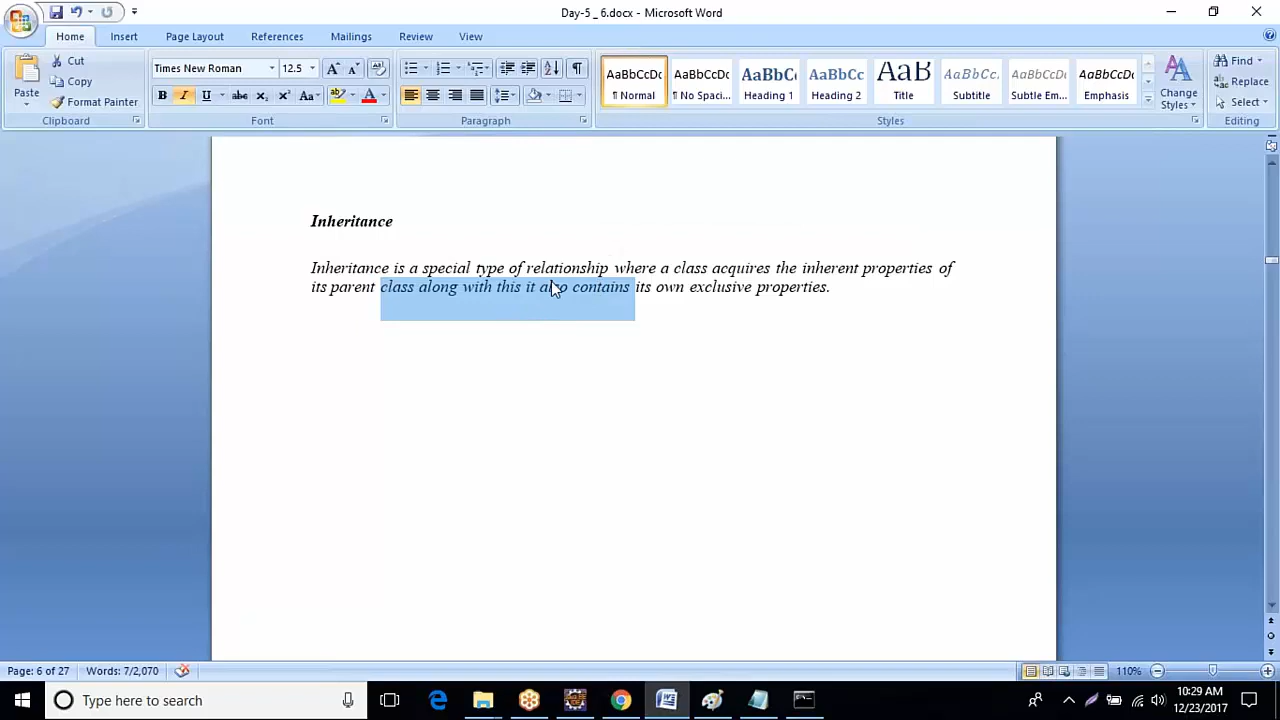 Day-5 _ 6.docx - Microsoft Word
Home Insert Page Layout References Mailings Review View
Paste
Cut
Copy
Format Painter
Clipboard
Times New Roman 12.5
Font
Paragraph
AaBbCcDc AaBbCcDc AaBbC AaBbCc AaB AaBbCc. AaBbCcDc AaBbCcDc
¶ Normal ¶ No Spaci... Heading 1 Heading 2 Title Subtitle Subtle Em... Emphasis
Change Styles
Styles
Find
Replace
Select
Editing
Inheritance
Inheritance is a special type of relationship where a class acquires the inherent properties of
its parent class along with this it also contains its own exclusive properties.
Page: 6 of 27 Words: 7/2,070 110%
Type here to search
10:29 AM
12/23/2017